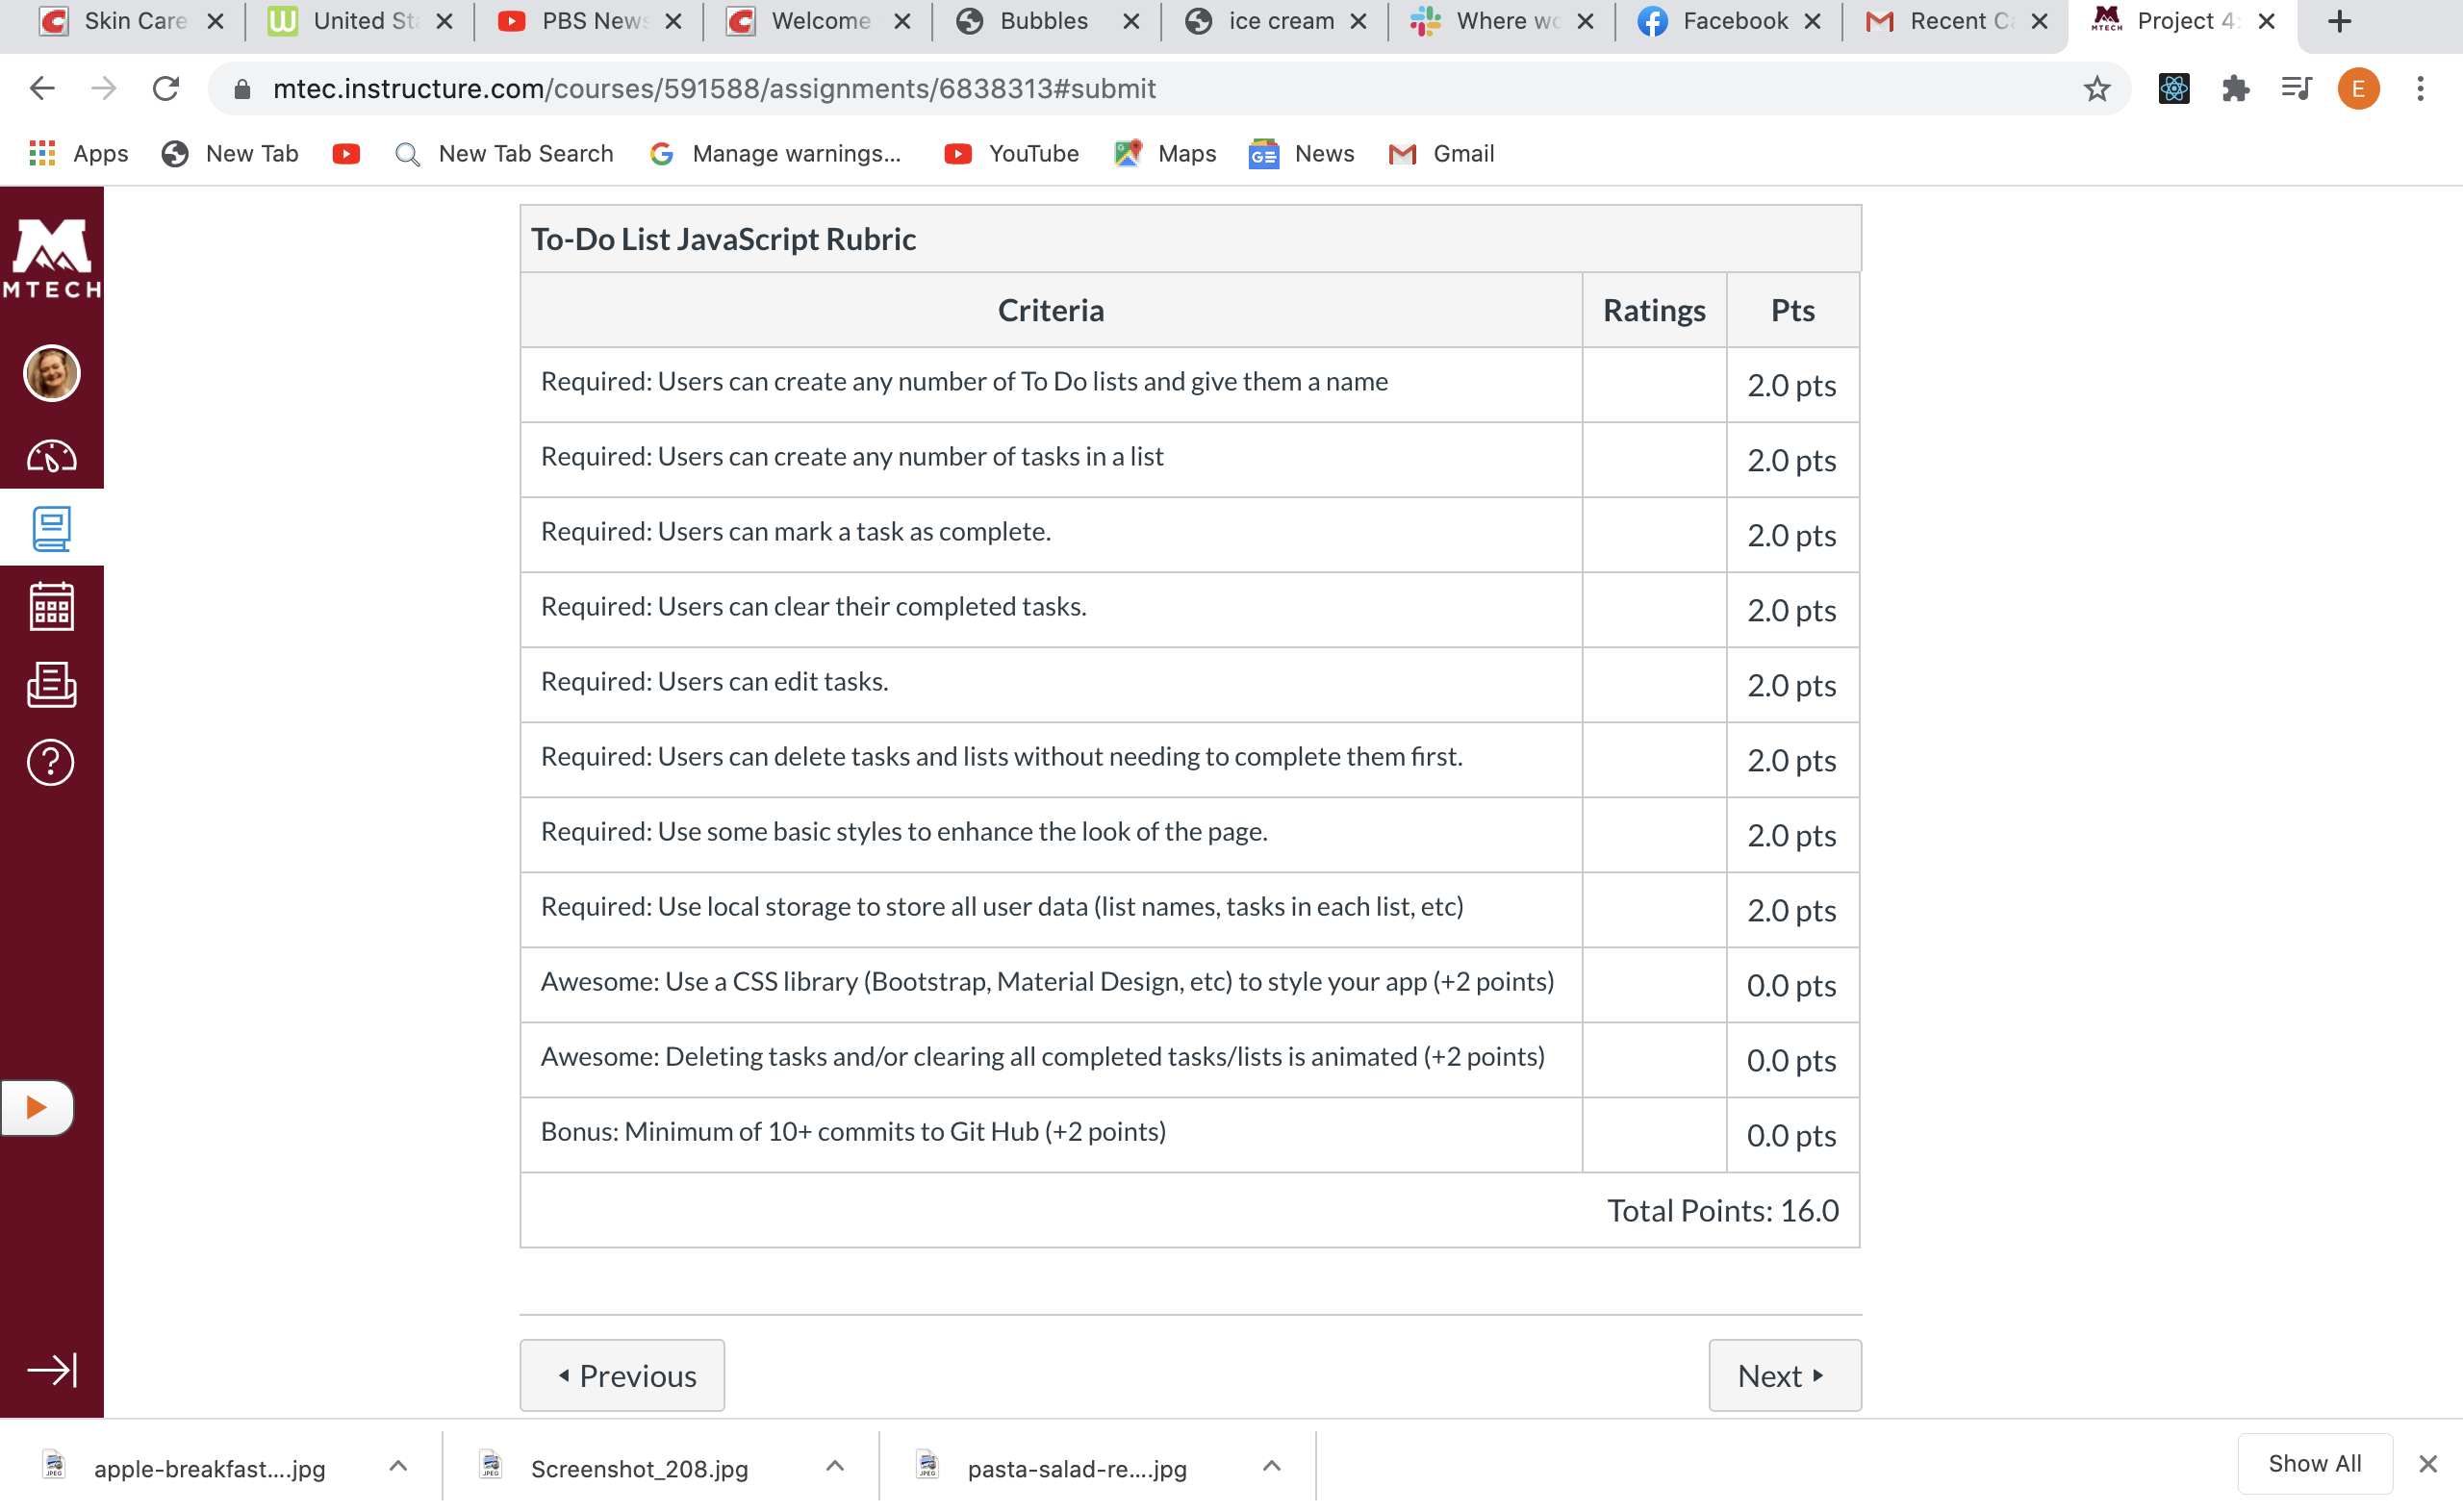 Skin Care United St PBS News Welcome Bubbles ice cream Where wo Facebook Recent C Project 4:
mtec.instructure.com/courses/591588/assignments/6838313#submit E
Apps New Tab New Tab Search Manage warnings... YouTube Maps News Gmail
MTECH
To-Do List JavaScript Rubric
Criteria Ratings Pts
Required: Users can create any number of To Do lists and give them a name 2.0 pts
Required: Users can create any number of tasks in a list 2.0 pts
Required: Users can mark a task as complete. 2.0 pts
Required: Users can clear their completed tasks. 2.0 pts
Required: Users can edit tasks. 2.0 pts
Required: Users can delete tasks and lists without needing to complete them first. 2.0 pts
Required: Use some basic styles to enhance the look of the page. 2.0 pts
Required: Use local storage to store all user data (list names, tasks in each list, etc) 2.0 pts
Awesome: Use a CSS library (Bootstrap, Material Design, etc) to style your app (+2 points) 0.0 pts
Awesome: Deleting tasks and/or clearing all completed tasks/lists is animated (+2 points) 0.0 pts
Bonus: Minimum of 10+ commits to Git Hub (+2 points) 0.0 pts
Total Points: 16.0
Previous Next
apple-breakfast....jpg Screenshot_208.jpg pasta-salad-re....jpg Show All